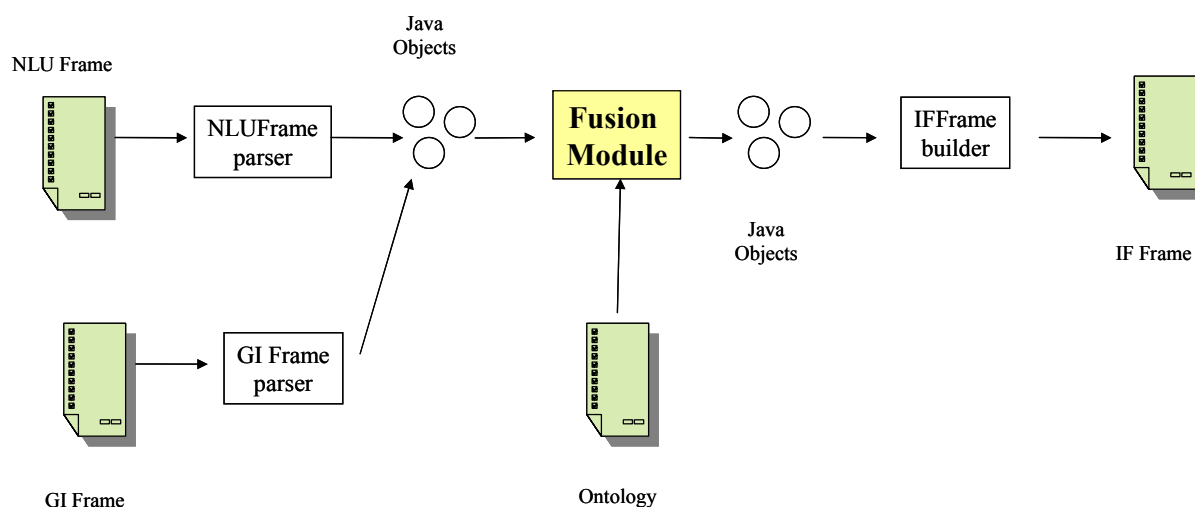 Java
Objects
NLU Frame
NLUFrame
parser
Fusion
Module
IFFrame
builder
Java
Objects
IF Frame
GI Frame
parser
GI Frame
Ontology